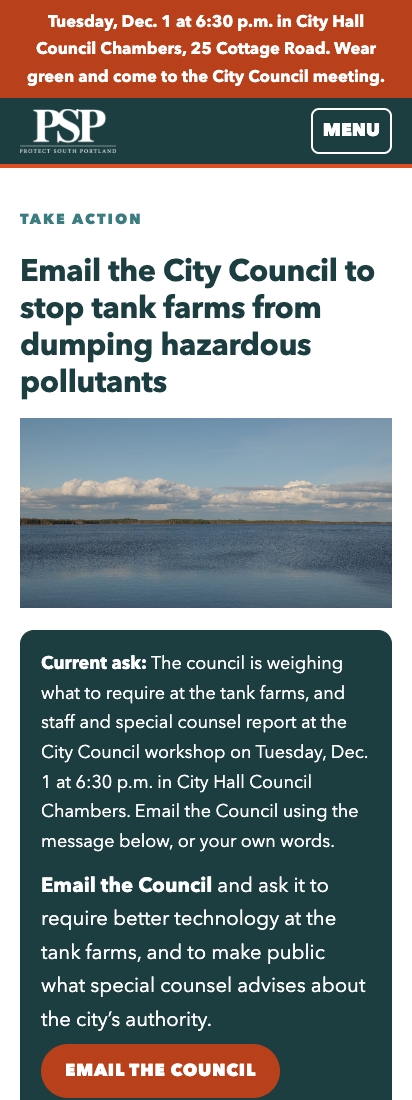 Tuesday, Dec. 1 at 6:30 p.m. in City Hall
Council Chambers, 25 Cottage Road. Wear
green and come to the City Council meeting.
PSP
PROTECT SOUTH PORTLAND
MENU
TAKE ACTION
Email the City Council to
stop tank farms from
dumping hazardous
pollutants
Current ask: The council is weighing
what to require at the tank farms, and
staff and special counsel report at the
City Council workshop on Tuesday, Dec.
1 at 6:30 p.m. in City Hall Council
Chambers. Email the Council using the
message below, or your own words.
Email the Council and ask it to
require better technology at the
tank farms, and to make public
what special counsel advises about
the city’s authority.
EMAIL THE COUNCIL